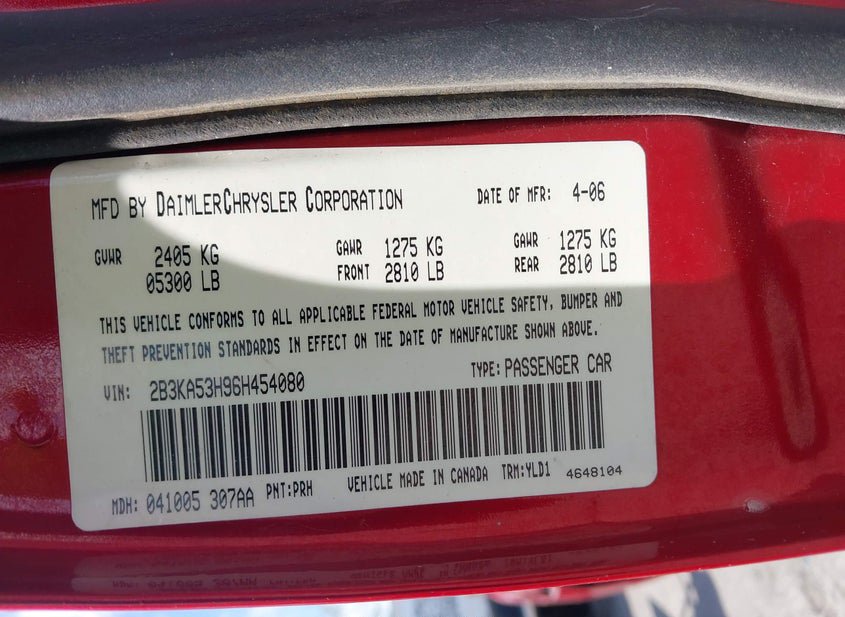 MFD BY DAIMLERCHRYSLER CORPORATION DATE OF MFR: 4-06
GVWR 2405 KG GAWR 1275 KG GAWR 1275 KG
05300 LB FRONT 2810 LB REAR 2810 LB
THIS VEHICLE CONFORMS TO ALL APPLICABLE FEDERAL MOTOR VEHICLE SAFETY, BUMPER AND
THEFT PREVENTION STANDARDS IN EFFECT ON THE DATE OF MANUFACTURE SHOWN ABOVE.
VIN: 2B3KA53H96H454080 TYPE: PASSENGER CAR
MDH: 041005 307AA PNT:PRH VEHICLE MADE IN CANADA TRM:YLD1 4648104